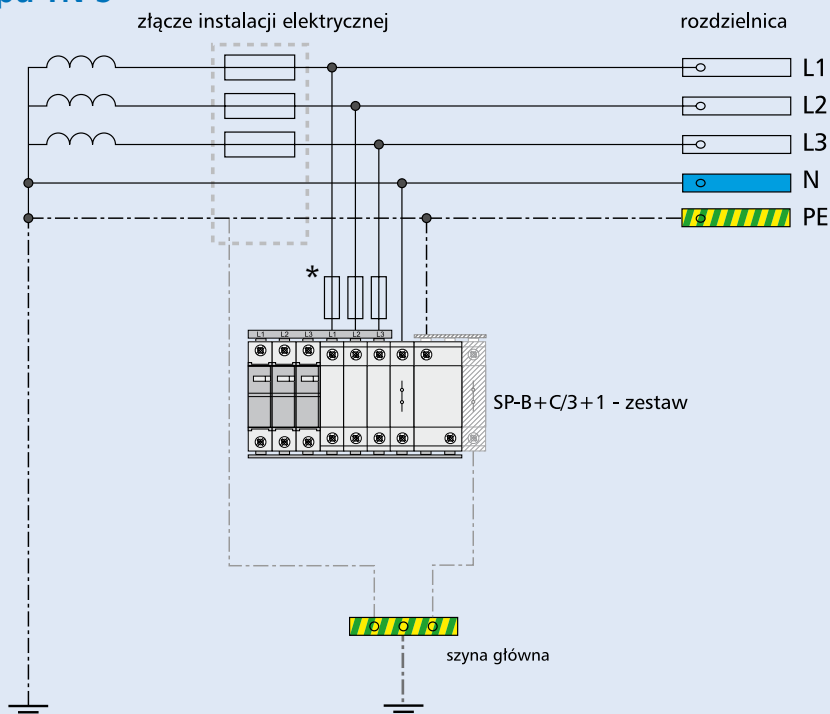 TN-S
złącze instalacji elektrycznej
rozdzielnica
L1
L2
L3
N
PE
*
L1 L2 L3 L1 L2 L3
SP-B+C/3+1 - zestaw
szyna główna